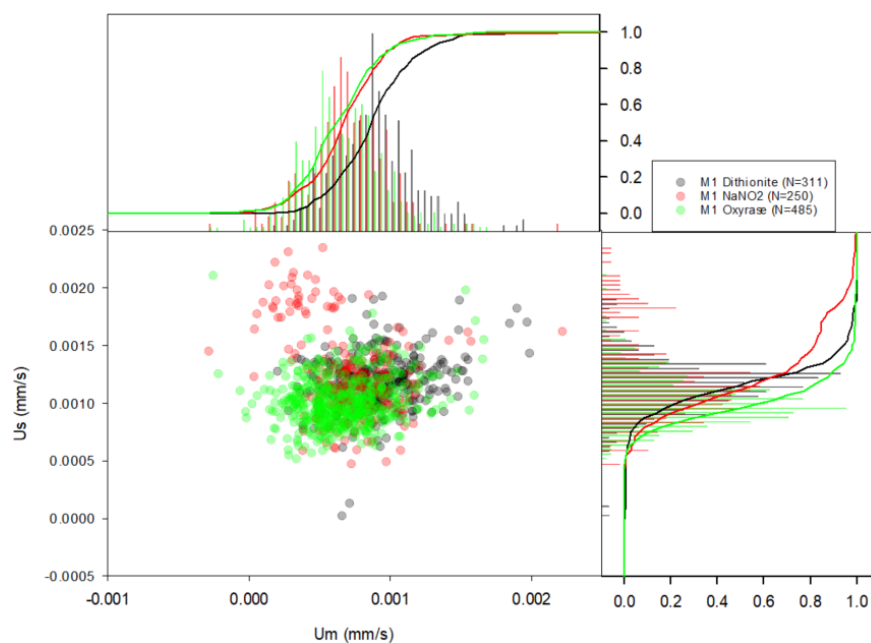 1.0
0.8
0.6
0.4
0.2
0.0
M1 Dithionite (N=311)
M1 NaNO2 (N=250)
M1 Oxyrase (N=485)
0.0025
0.0020
0.0015
0.0010
0.0005
0.0000
-0.0005
Us (mm/s)
-0.001 0.000 0.001 0.002
Um (mm/s)
0.0 0.2 0.4 0.6 0.8 1.0